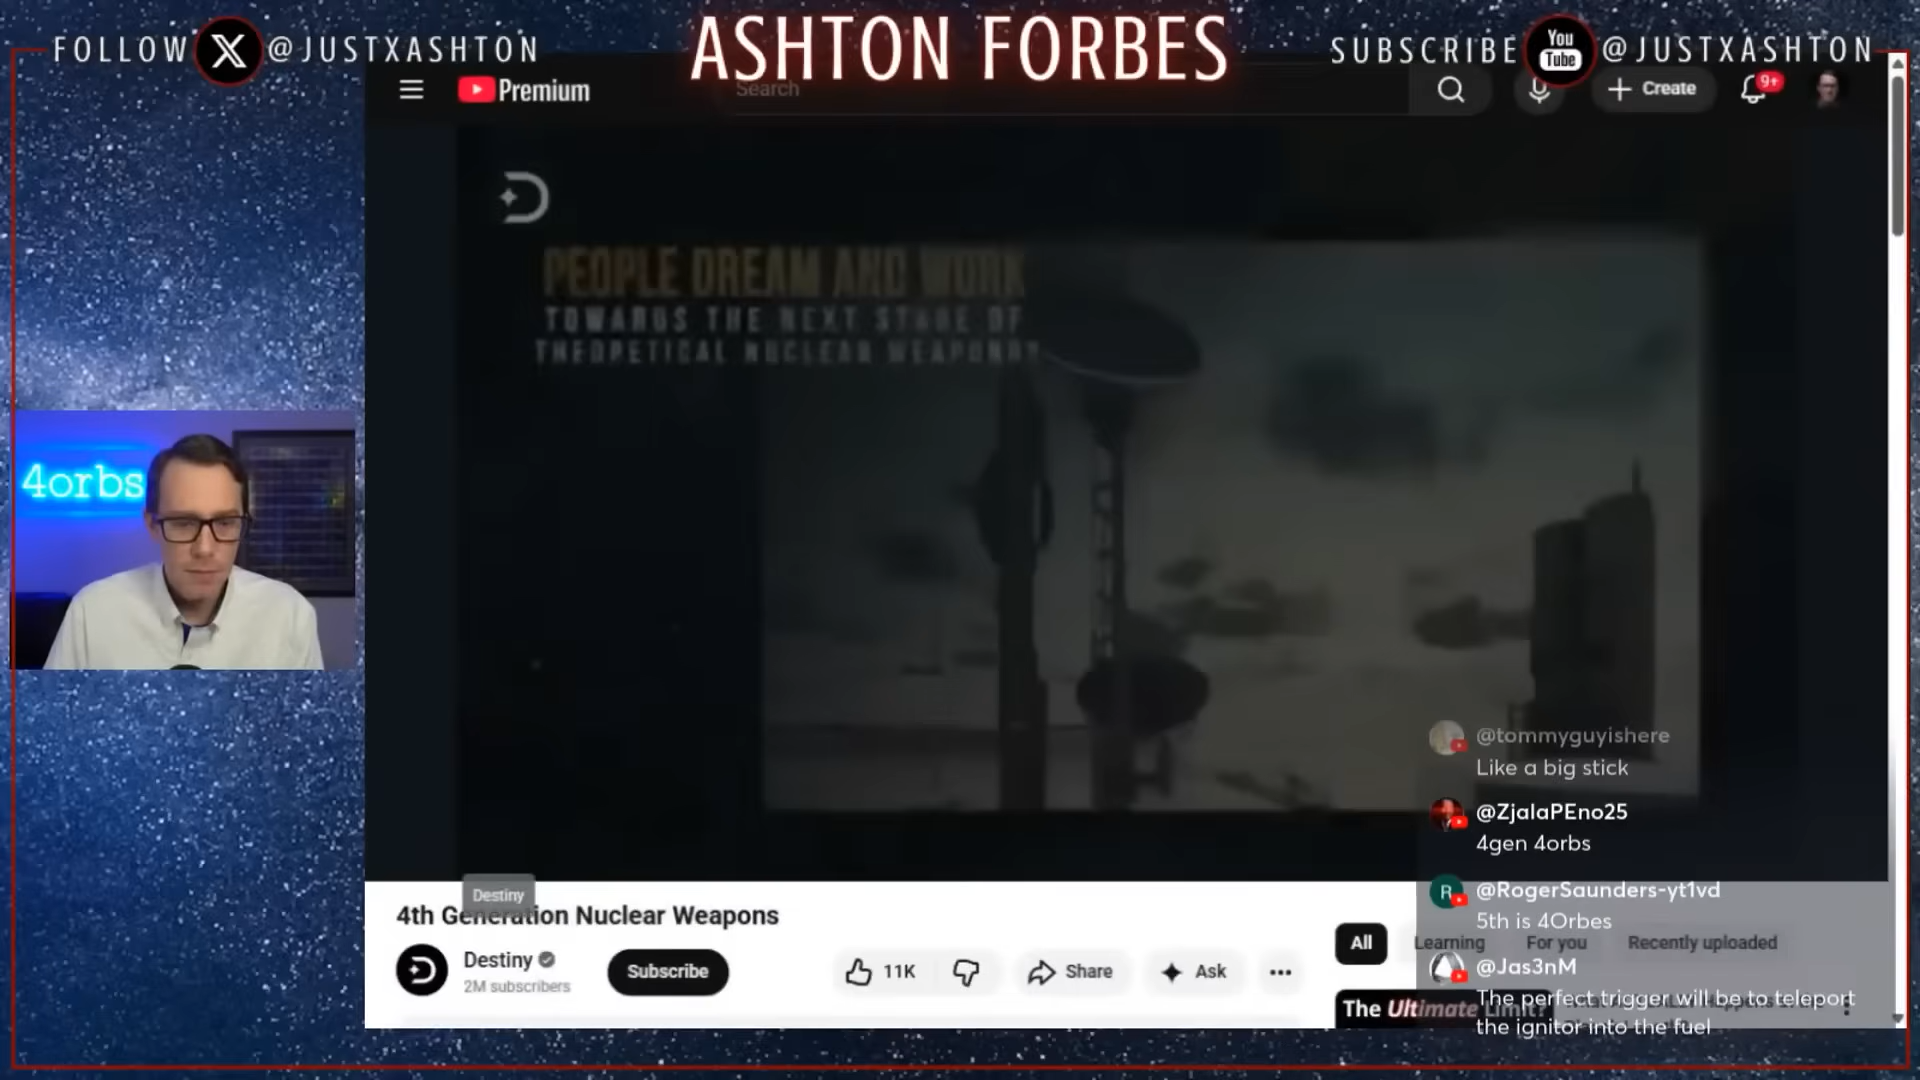 FOLLOW X @JUSTXASHTON
ASHTON FORBES
SUBSCRIBE You Tube @JUSTXASHTON
Premium
Search
Create
9+
PEOPLE DREAM AND WORK
TOWARDS THE NEXT STAGE OF
THEORETICAL NUCLEAR WEAPONRY
4orbs
@tommyguyishere
Like a big stick
@ZjalaPEno25
4gen 4orbs
R @RogerSaunders-yt1vd
5th is 4Orbes
@Jas3nM
The perfect trigger will be to teleport
the ignitor into the fuel
Destiny
4th Generation Nuclear Weapons
Destiny
2M subscribers
Subscribe
11K
Share
Ask
All
Learning
For you
Recently uploaded
The Ultimate Limit?